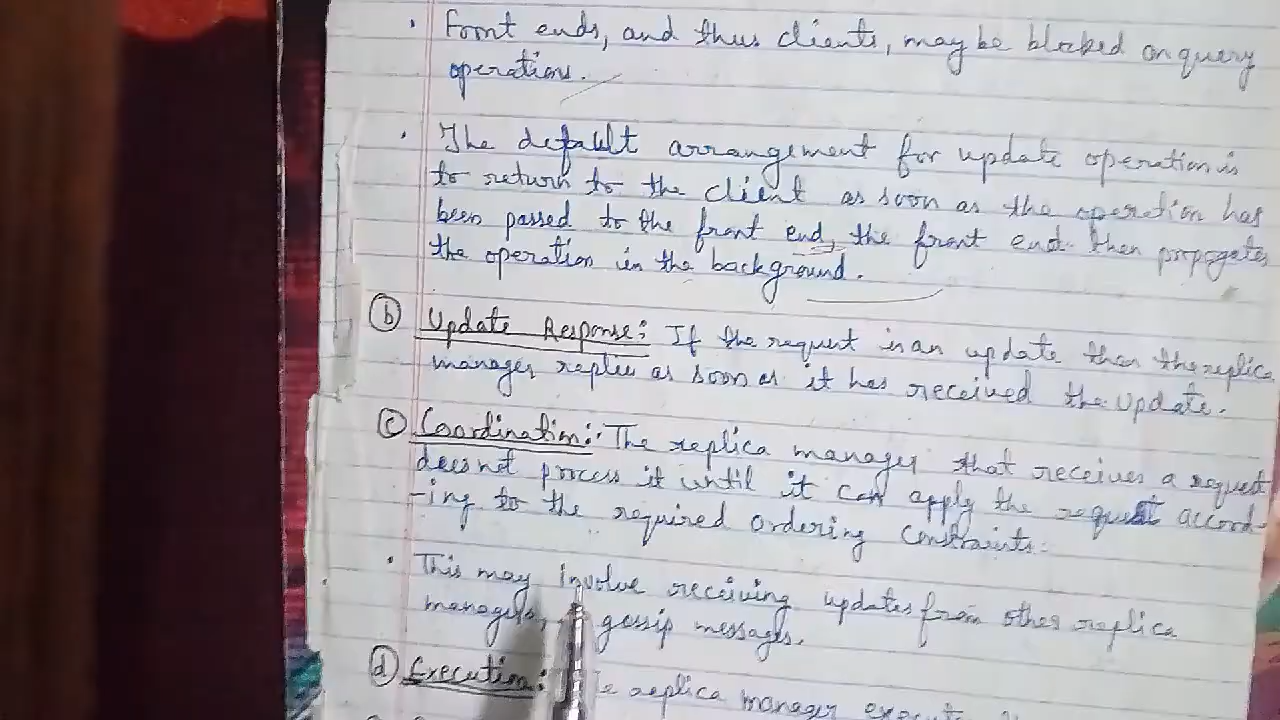 • Front ends, and thus clients, may be blocked on query
operations.
• The default arrangement for update operation is
to return to the client as soon as the operation has
been passed to the front end, the front end then propogates
the operation in the background.
(b) Update Response: If the request is an update then the replica
manager replies as soon as it has received the update.
(c) Coordination: The replica manager that receives a request
does not process it until it can apply the request accord-
-ing to the required ordering constraints.
• This may involve receiving updates from other replica
managers, gossip messages.
(d) Execution: replica manager